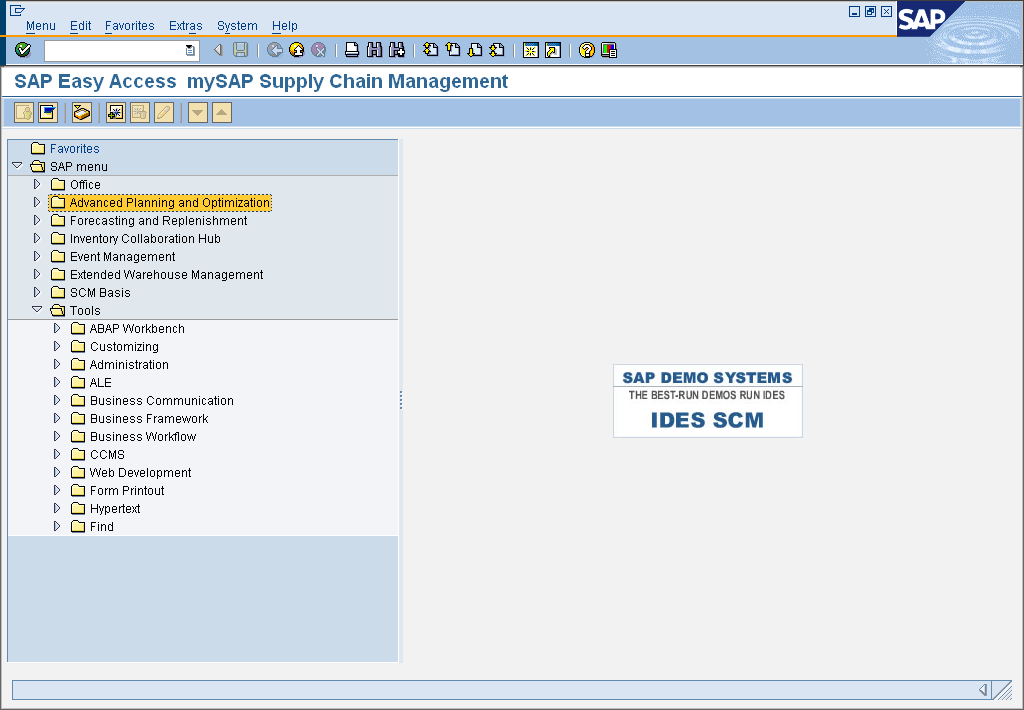 Menu Edit Favorites Extras System Help
SAP
SAP Easy Access mySAP Supply Chain Management
Favorites
SAP menu
Office
Advanced Planning and Optimization
Forecasting and Replenishment
Inventory Collaboration Hub
Event Management
Extended Warehouse Management
SCM Basis
Tools
ABAP Workbench
Customizing
Administration
ALE
Business Communication
Business Framework
Business Workflow
CCMS
Web Development
Form Printout
Hypertext
Find
SAP DEMO SYSTEMS
THE BEST-RUN DEMOS RUN IDES
IDES SCM